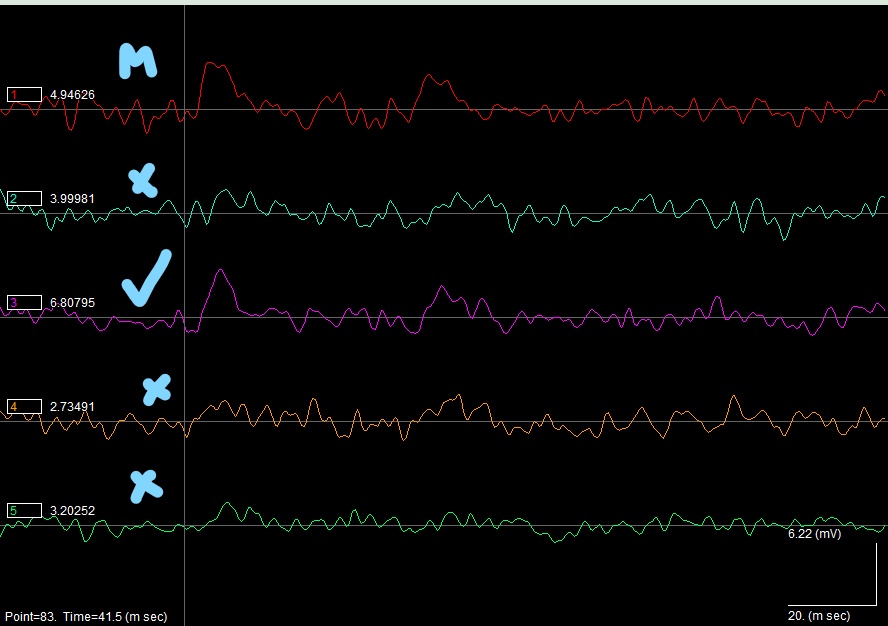 M
1 4.94626
2 3.99981
3 6.80795
4 2.73491
5 3.20252
6.22 (mV)
20. (m sec)
Point=83. Time=41.5 (m sec)